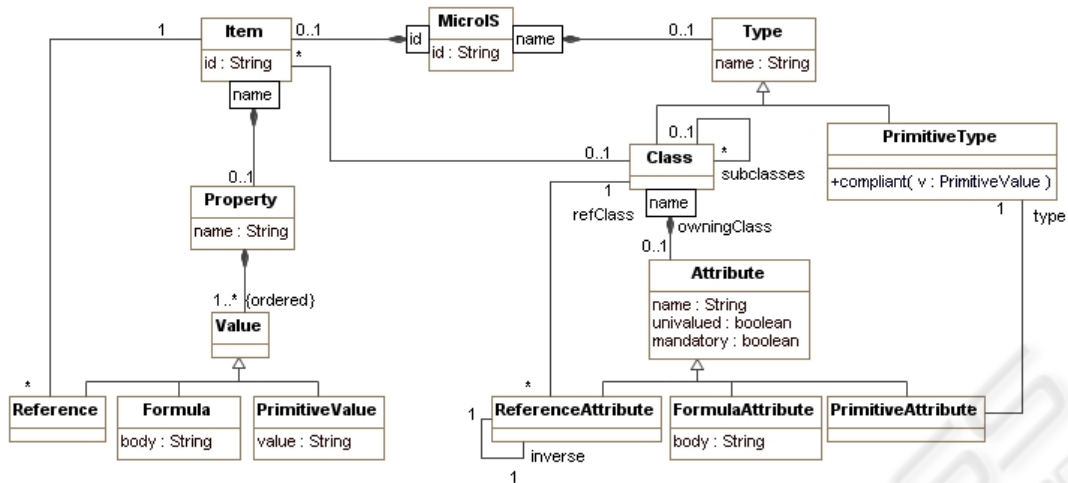 1
Item
id : String
name
0..1
*
id
MicroIS
id : String
name
0..1
Type
name : String
0..1
Property
name : String
1..* {ordered}
Value
*
Reference
Formula
body : String
PrimitiveValue
value : String
0..1
0..1
Class
*
subclasses
PrimitiveType
+compliant( v : PrimitiveValue )
1
type
1
refClass
name
owningClass
0..1
Attribute
name : String
univalued : boolean
mandatory : boolean
*
ReferenceAttribute
FormulaAttribute
body : String
PrimitiveAttribute
1
inverse
1